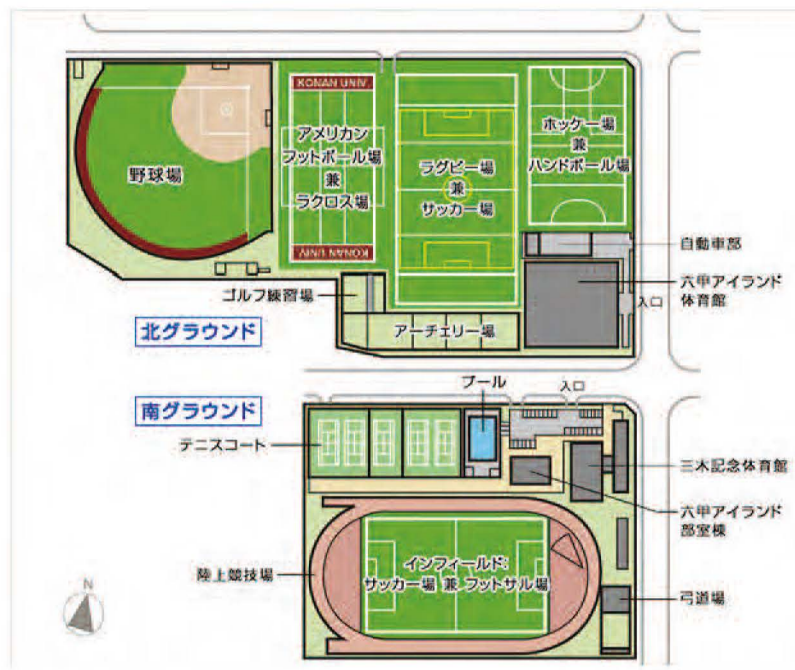 KONAN UNIV.
アメリカン
フットボール場
兼
ラクロス場
KONAN UNIV.
野球場
ラグビー場
兼
サッカー場
ホッケー場
兼
ハンドボール場
自動車部
六甲アイランド
体育館
入口
ゴルフ練習場
アーチェリー場
北グラウンド
南グラウンド
プール
入口
テニスコート
三木記念体育館
六甲アイランド
部室棟
陸上競技場
インフィールド:
サッカー場 兼 フットサル場
弓道場
N